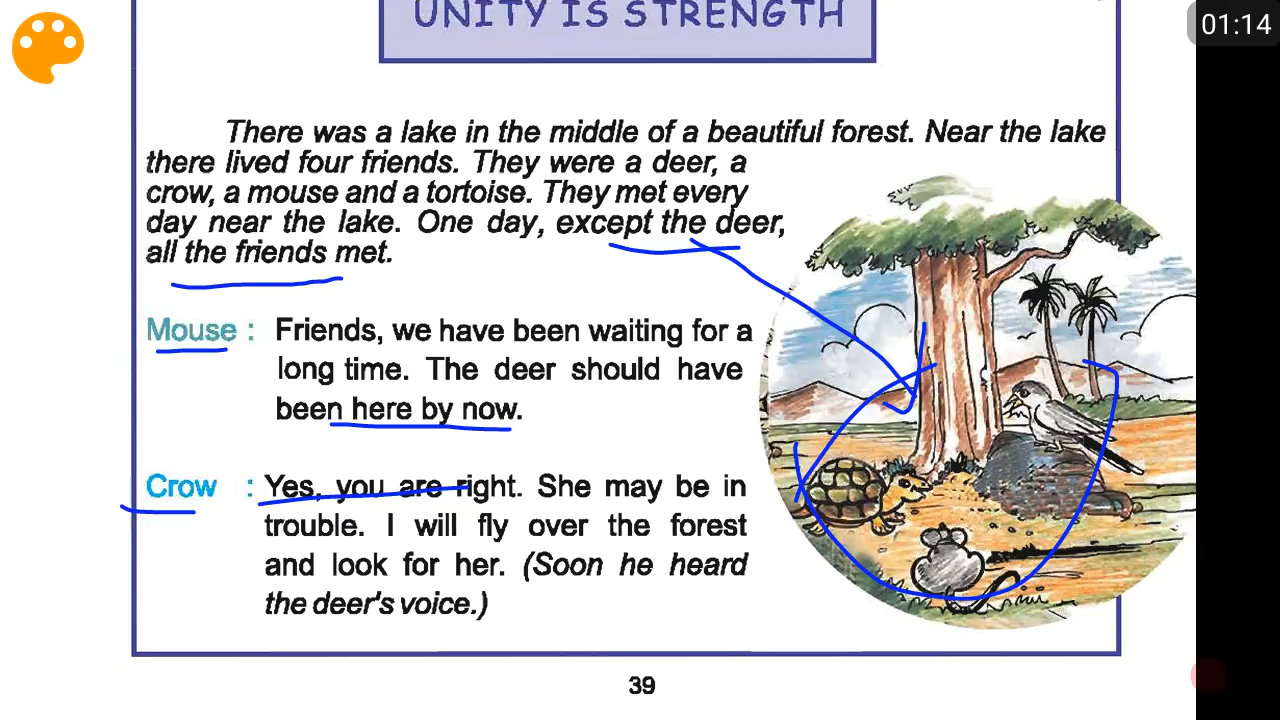 01:14
UNITY IS STRENGTH
There was a lake in the middle of a beautiful forest. Near the lake
there lived four friends. They were a deer, a
crow, a mouse and a tortoise. They met every
day near the lake. One day, except the deer,
all the friends met.
Mouse : Friends, we have been waiting for a
long time. The deer should have
been here by now.
Crow : Yes, you are right. She may be in
trouble. I will fly over the forest
and look for her. (Soon he heard
the deer's voice.)
39